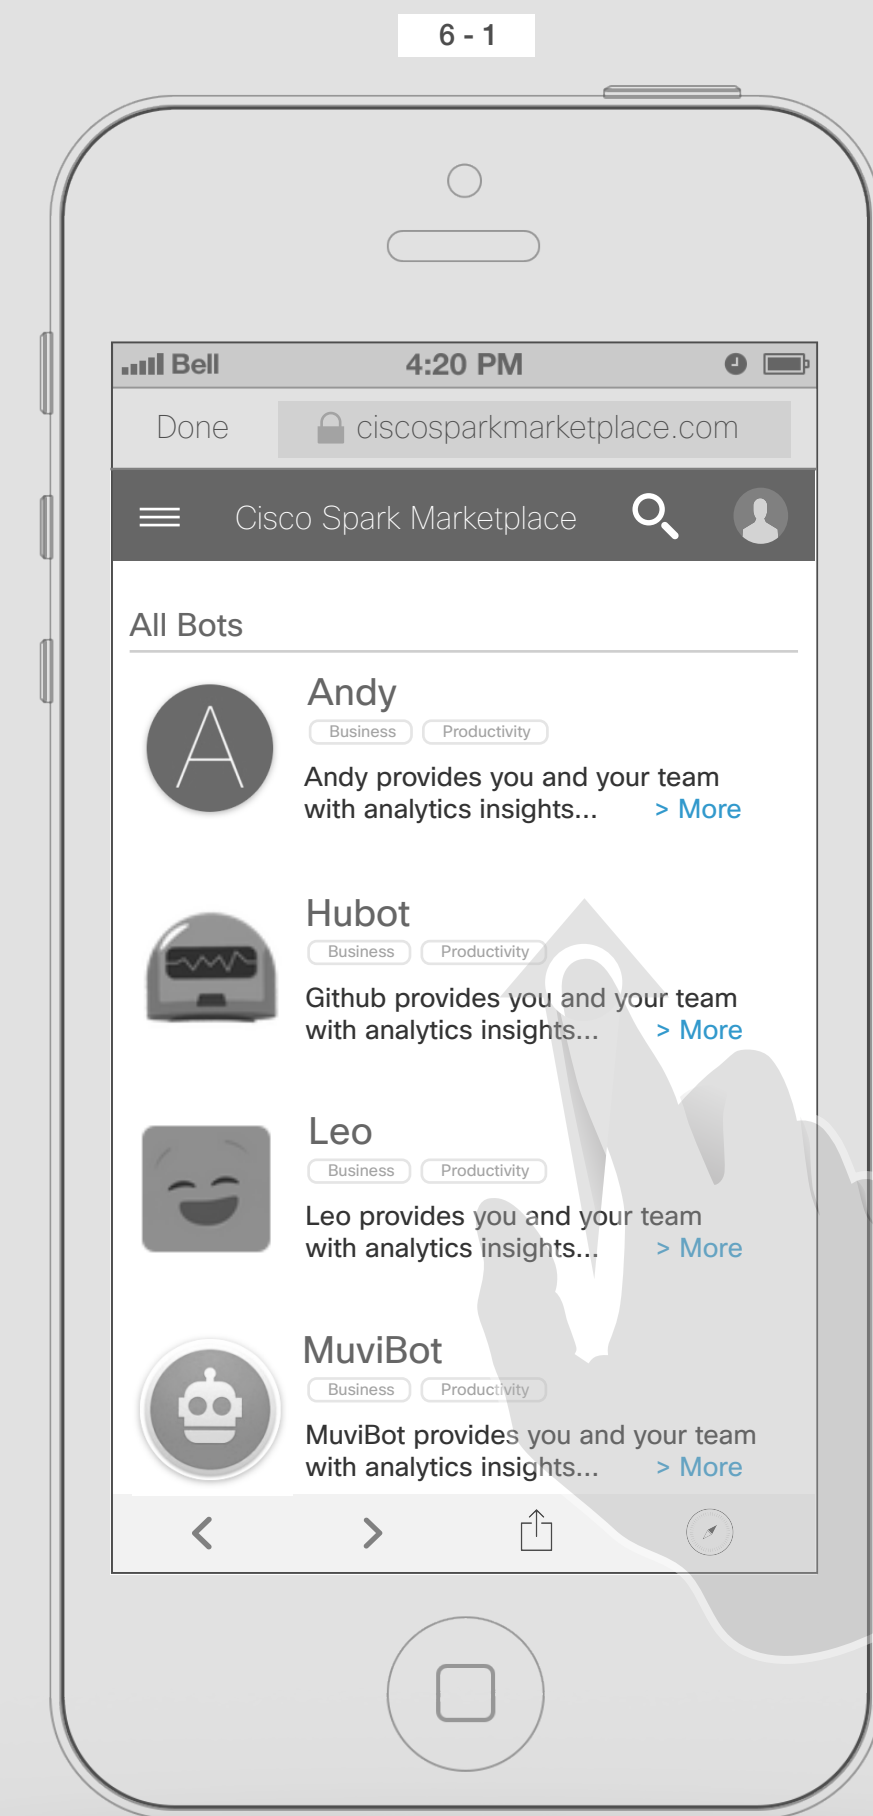 6 - 1
Bell 4:20 PM
Done ciscosparkmarketplace.com
Cisco Spark Marketplace
All Bots
A
Andy
Business Productivity
Andy provides you and your team
with analytics insights... > More
Hubot
Business Productivity
Github provides you and your team
with analytics insights... > More
Leo
Business Productivity
Leo provides you and your team
with analytics insights... > More
MuviBot
Business Productivity
MuviBot provides you and your team
with analytics insights... > More